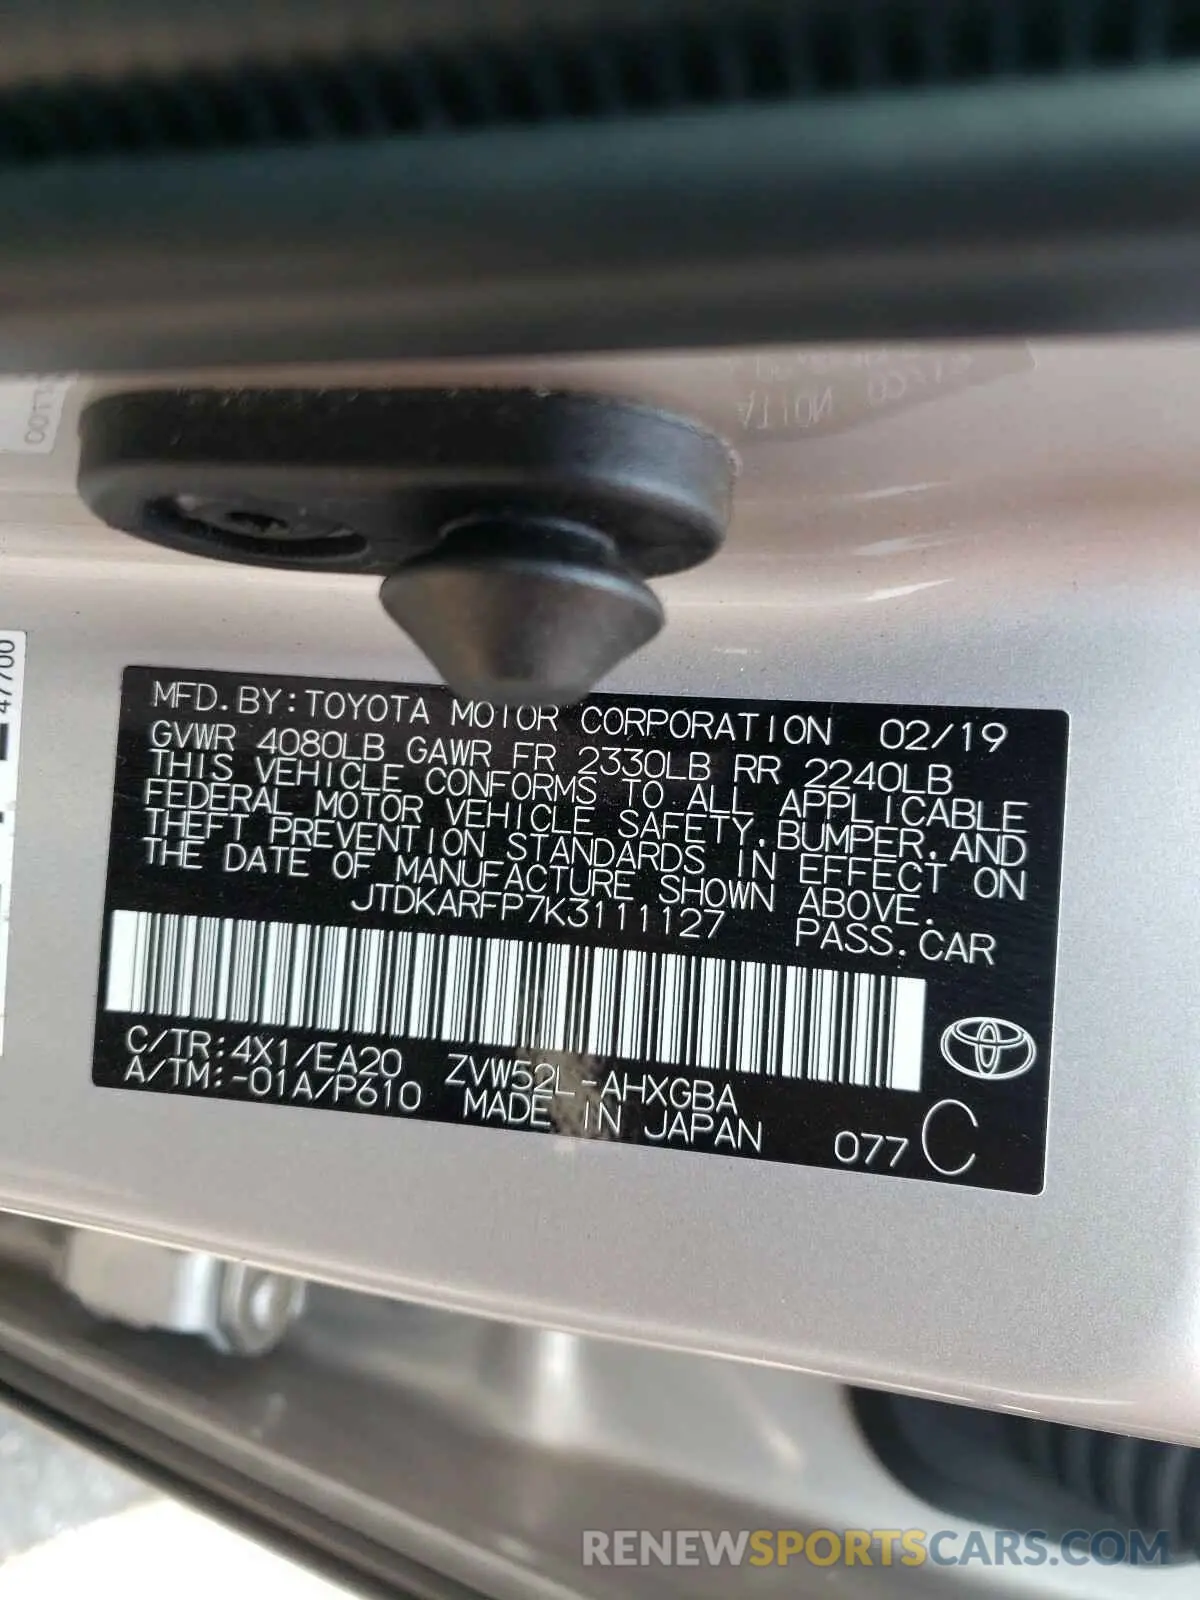 47700
MFD.BY:TOYOTA MOTOR CORPORATION 02/19
GVWR 4080LB GAWR FR 2330LB RR 2240LB
THIS VEHICLE CONFORMS TO ALL APPLICABLE
FEDERAL MOTOR VEHICLE SAFETY,BUMPER,AND
THEFT PREVENTION STANDARDS IN EFFECT ON
THE DATE OF MANUFACTURE SHOWN ABOVE.
JTDKARFP7K3111127 PASS.CAR
C/TR:4X1/EA20 ZVW52L-AHXGBA
A/TM:-01A/P610 MADE IN JAPAN 077 C
RENEWSPORTSCARS.COM